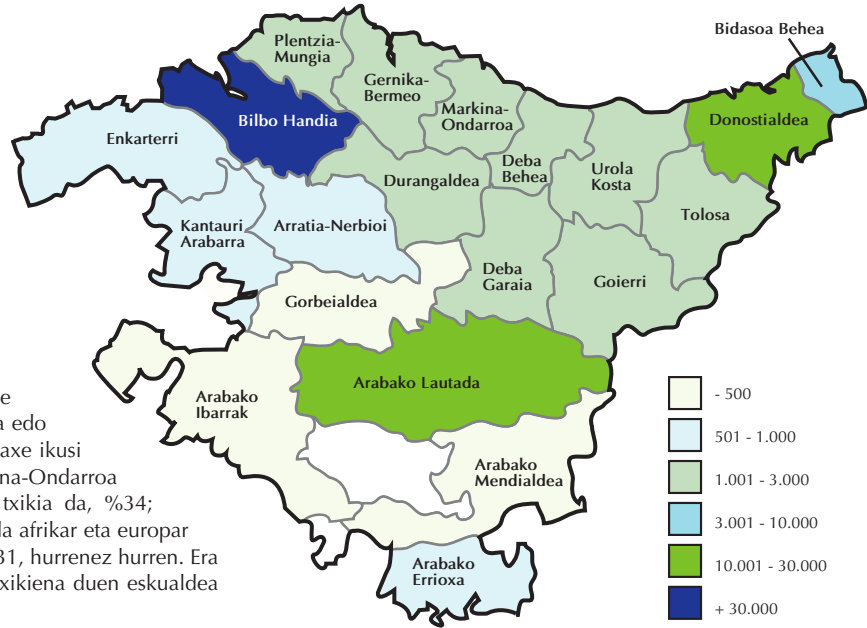 Bidasoa Behea
Plentzia-
Mungia
Gernika-
Bermeo
Markina-
Ondarroa
Bilbo Handia
Donostialdea
Enkarterri
Deba
Behea
Urola
Kosta
Durangaldea
Tolosa
Kantauri
Arabarra
Arratia-Nerbioi
Deba
Garaia
Goierri
Gorbeialdea
Arabako
Ibarrak
Arabako Lautada
Arabako
Mendialdea
Arabako
Errioxa
- 500
501 - 1.000
1.001 - 3.000
3.001 - 10.000
10.001 - 30.000
+ 30.000
e
a edo
axe ikusi
na-Ondarroa
txikia da, %34;
da afrikar eta europar
31, hurrenez hurren. Era
txikiena duen eskualdea